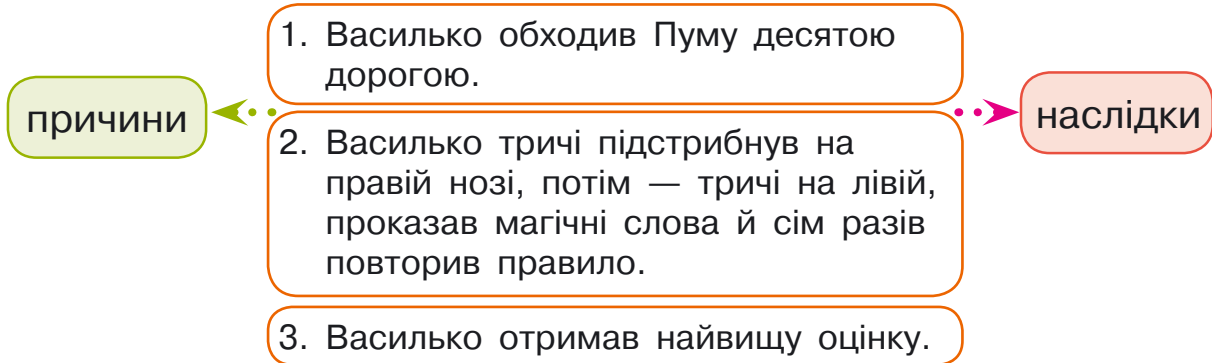 1. Василько обходив Пуму десятою
дорогою.
причини
наслідки
2. Василько тричі підстрибнув на
правій нозі, потім — тричі на лівій,
проказав магічні слова й сім разів
повторив правило.
3. Василько отримав найвищу оцінку.